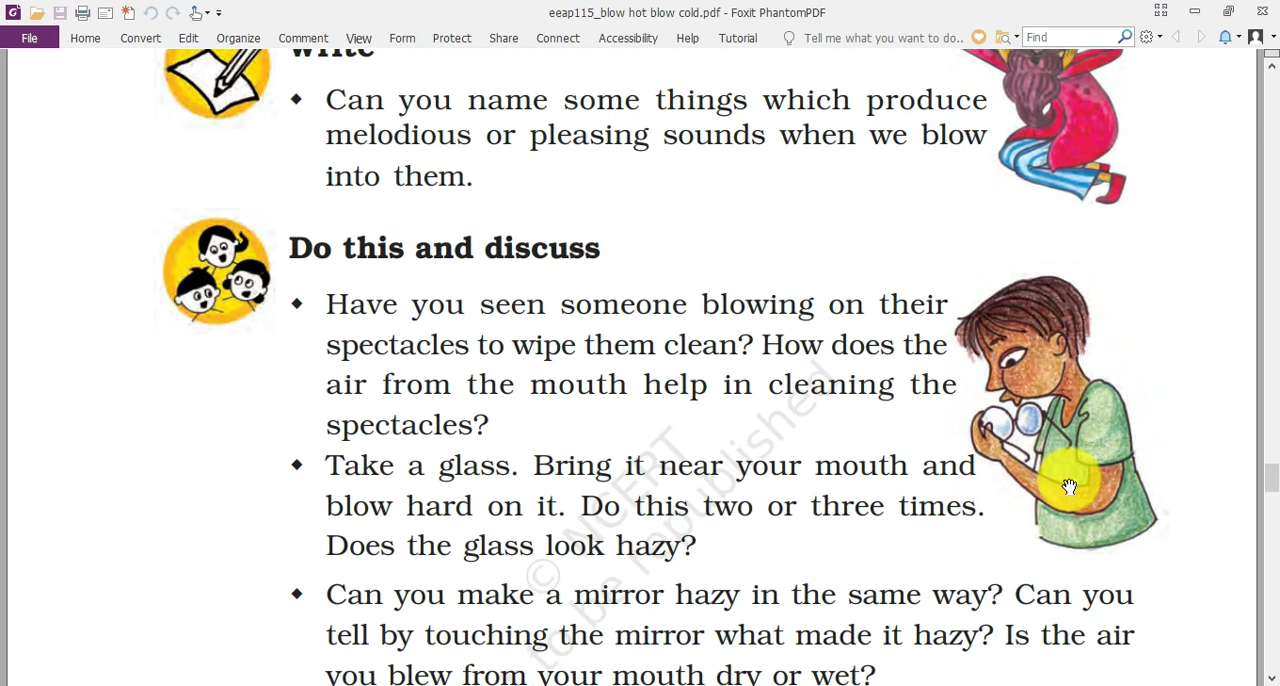 eeap115_blow hot blow cold.pdf - Foxit PhantomPDF
File Home Convert Edit Organize Comment View Form Protect Share Connect Accessibility Help Tutorial Tell me what you want to do.. Find
write
Can you name some things which produce
melodious or pleasing sounds when we blow
into them.
Do this and discuss
Have you seen someone blowing on their
spectacles to wipe them clean? How does the
air from the mouth help in cleaning the
spectacles?
Take a glass. Bring it near your mouth and
blow hard on it. Do this two or three times.
Does the glass look hazy?
Can you make a mirror hazy in the same way? Can you
tell by touching the mirror what made it hazy? Is the air
you blew from your mouth dry or wet?
© NCERT
to be republished